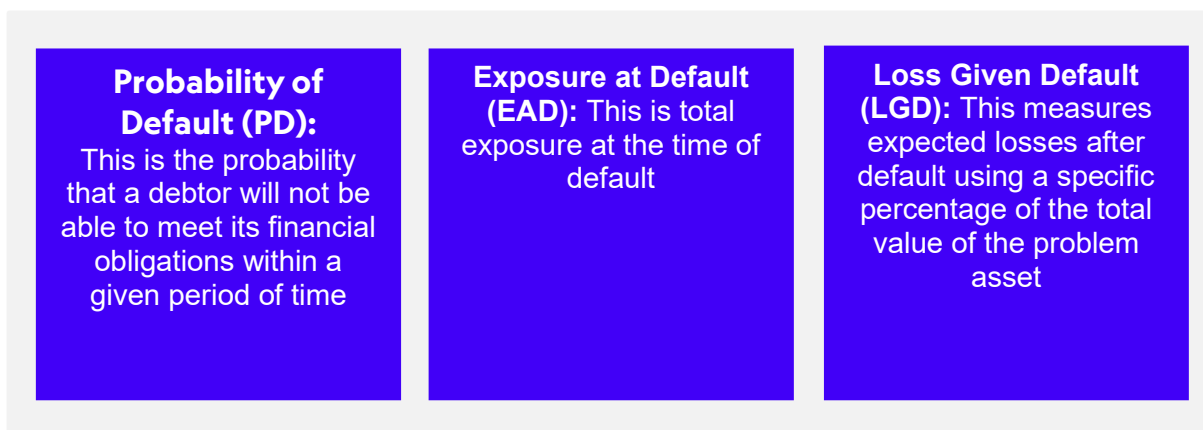 Probability of
Default (PD):
This is the probability
that a debtor will not be
able to meet its financial
obligations within a
given period of time
Exposure at Default
(EAD): This is total
exposure at the time of
default
Loss Given Default
(LGD): This measures
expected losses after
default using a specific
percentage of the total
value of the problem
asset